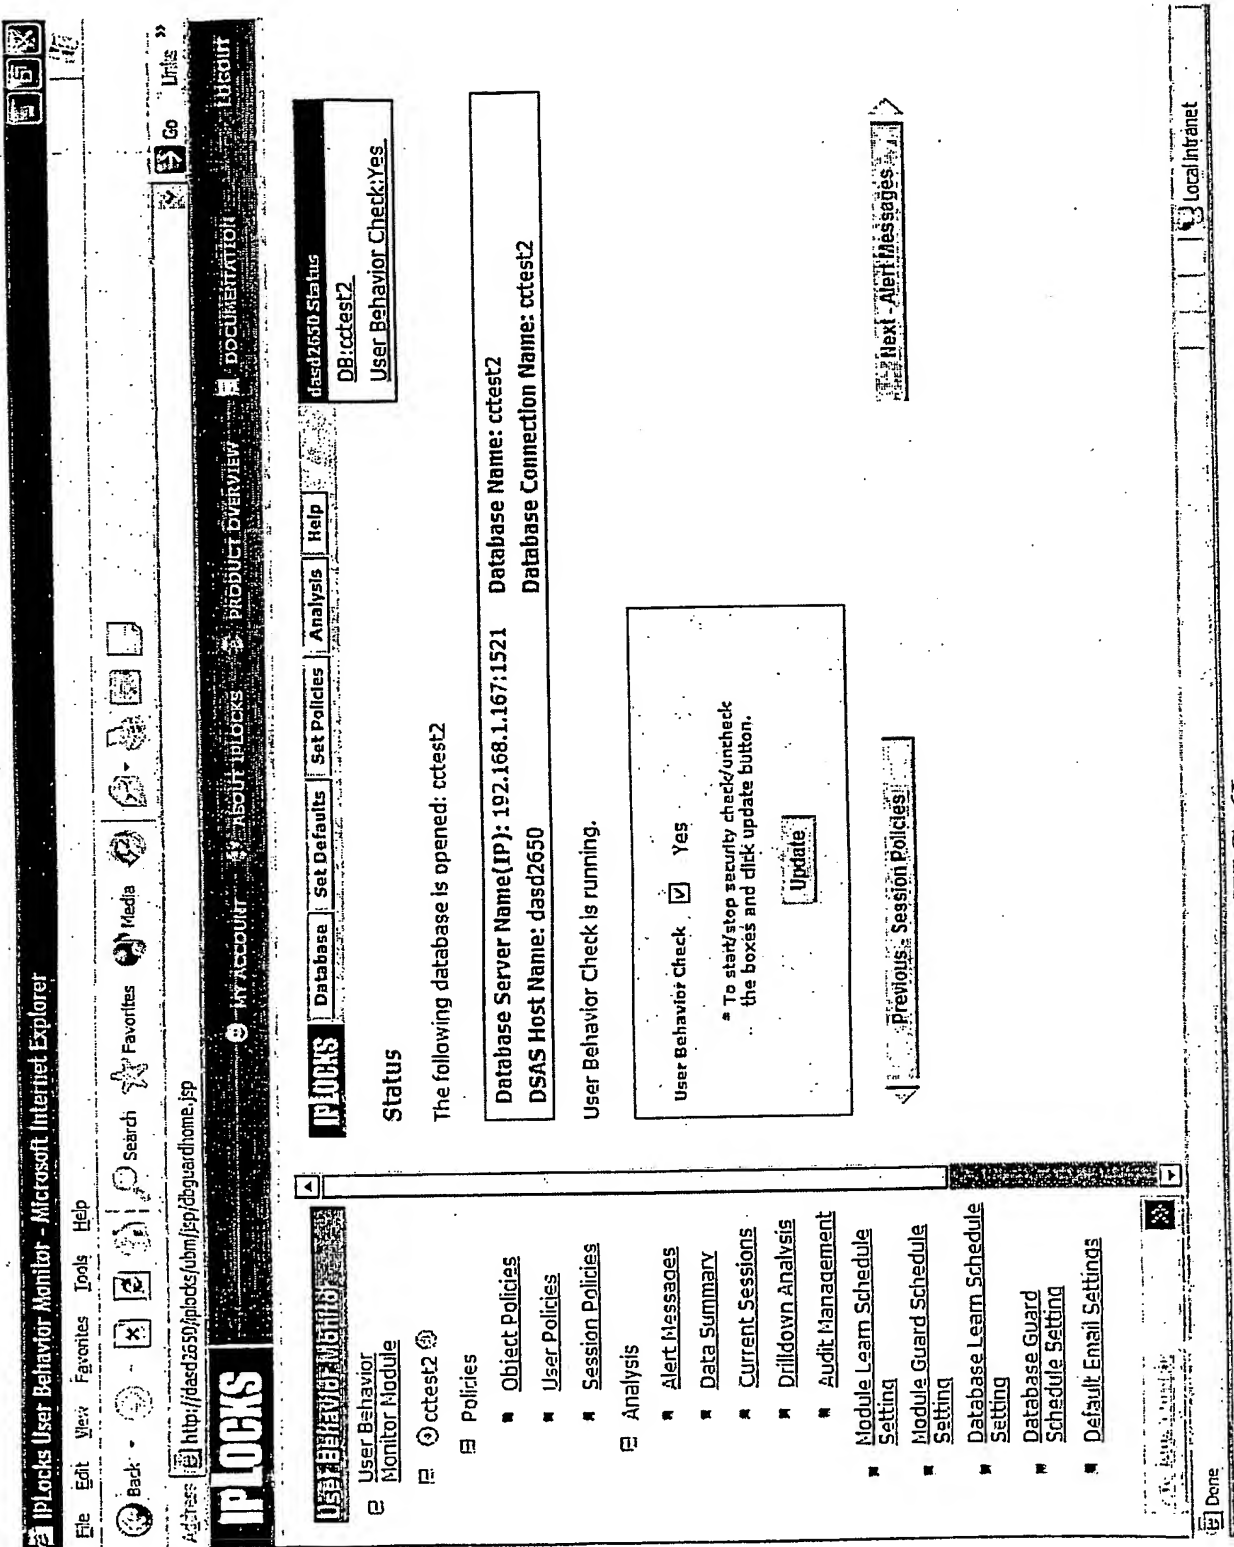 IPLocks User Behavior Monitor - Microsoft Internet Explorer
File Edit View Favorites Tools Help
Back Search Favorites Media
Address http://dasd2650/iplocks/ubm/jsp/dbguardhome.jsp Go Links »
IPLOCKS MY ACCOUNT ABOUT IPLOCKS PRODUCT OVERVIEW DOCUMENTATION LOGOUT
User Behavior Monitor
User Behavior
Monitor Module
cctest2
Policies
Object Policies
User Policies
Session Policies
Analysis
Alert Messages
Data Summary
Current Sessions
Drilldown Analysis
Audit Management
Module Learn Schedule
Setting
Module Guard Schedule
Setting
Database Learn Schedule
Setting
Database Guard
Schedule Setting
Default Email Settings
IPLOCKS Database Set Defaults Set Policies Analysis Help
dasd2650 Status
DB:cctest2
User Behavior Check:Yes
Status
The following database is opened: cctest2
Database Server Name(IP): 192.168.1.167:1521 Database Name: cctest2
DSAS Host Name: dasd2650 Database Connection Name: cctest2
User Behavior Check is running.
User Behavior Check Yes
* To start/stop security check/uncheck
the boxes and click update button.
Update
Previous - Session Policies
Next - Alert Messages
Done Local intranet